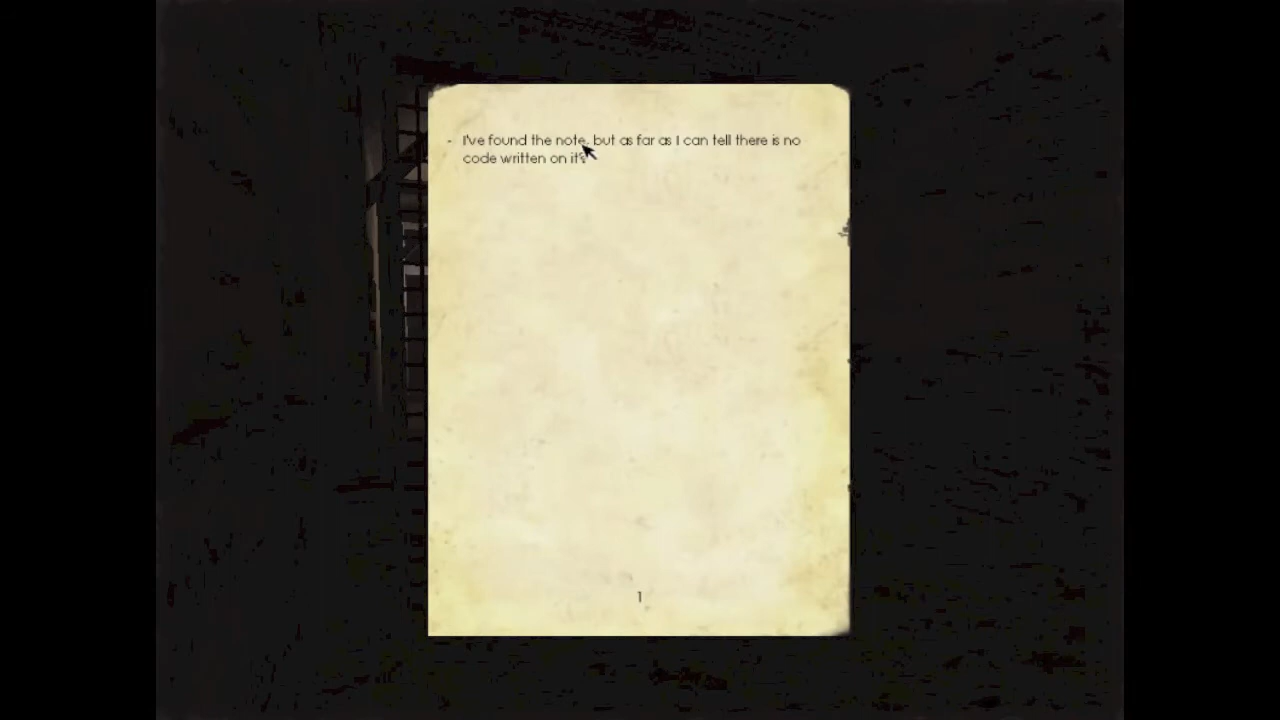 - I've found the note, but as far as I can tell there is no
code written on it?
1